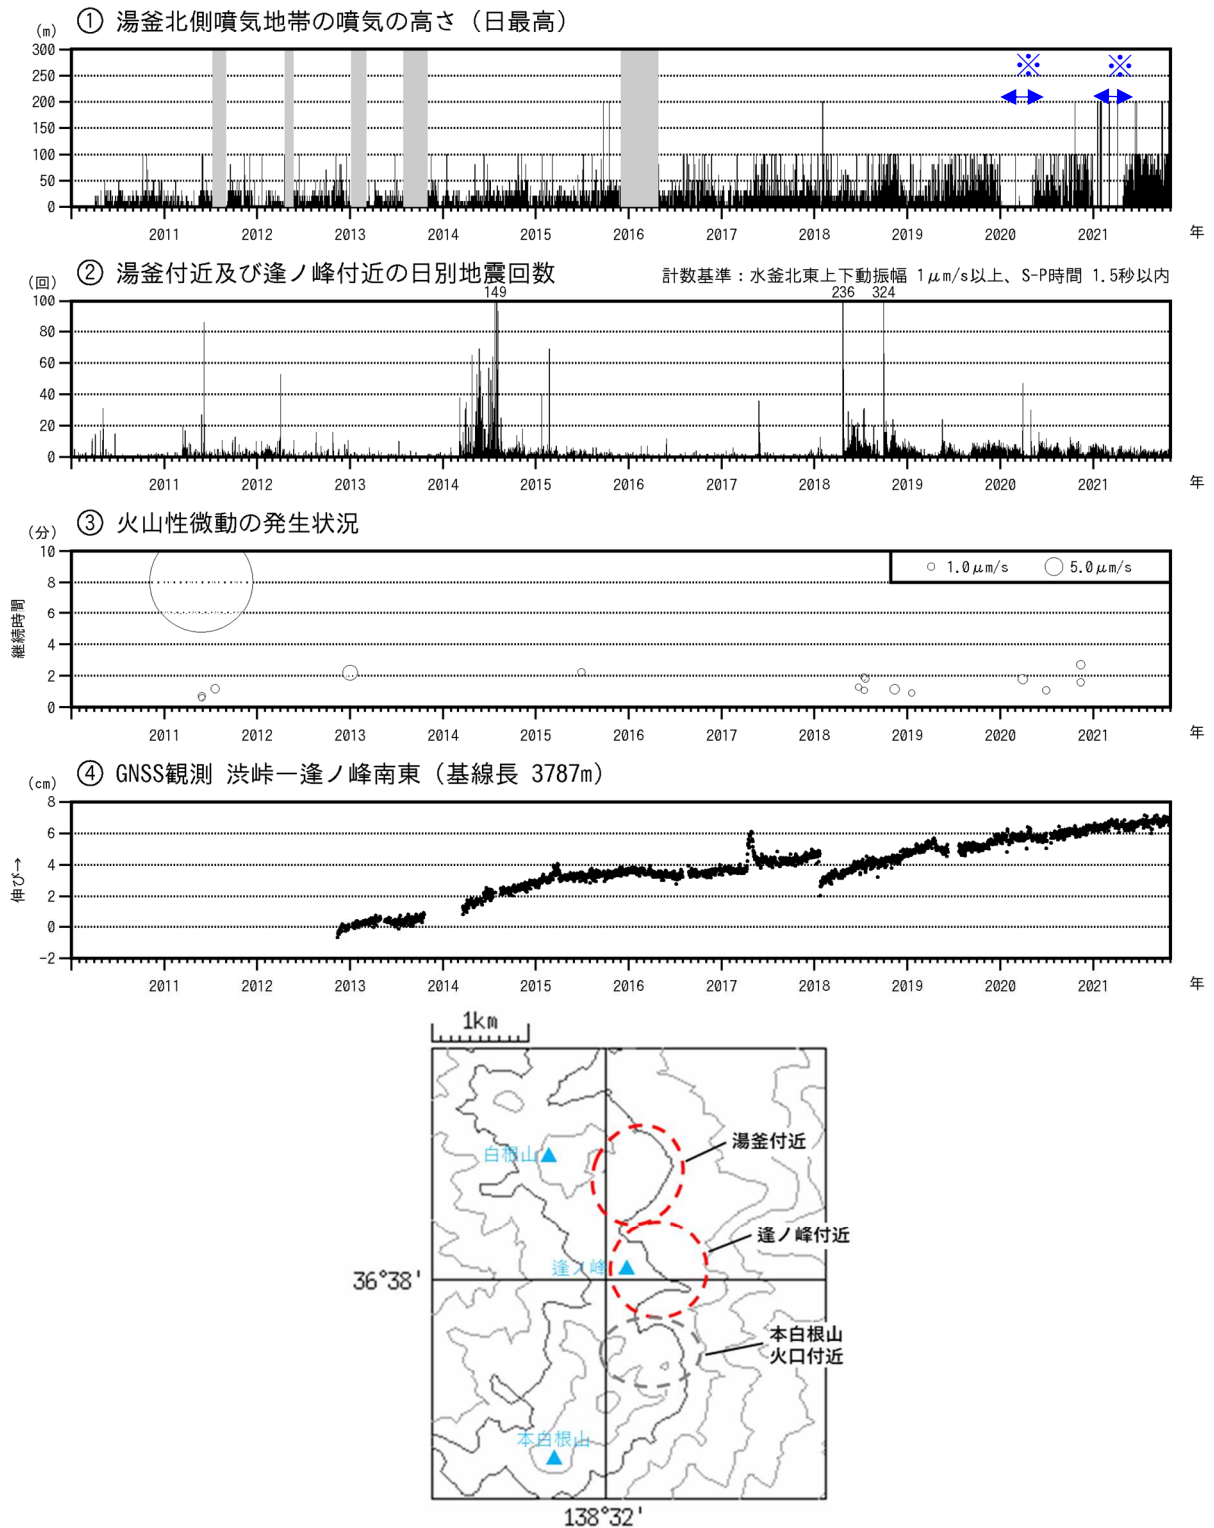 ① 湯釜北側噴気地帯の噴気の高さ（日最高）
(m)
300
250
200
150
100
50
0
※ ※
2011 2012 2013 2014 2015 2016 2017 2018 2019 2020 2021 年
② 湯釜付近及び逢ノ峰付近の日別地震回数
計数基準：水釜北東上下動振幅 1μm/s以上、S-P時間 1.5秒以内
(回)
149 236 324
100
80
60
40
20
0
2011 2012 2013 2014 2015 2016 2017 2018 2019 2020 2021 年
③ 火山性微動の発生状況
(分)
継続時間
10
8
6
4
2
0
1.0μm/s 5.0μm/s
2011 2012 2013 2014 2015 2016 2017 2018 2019 2020 2021 年
④ GNSS観測 渋峠ー逢ノ峰南東（基線長 3787m）
(cm)
伸び→
8
6
4
2
0
-2
2011 2012 2013 2014 2015 2016 2017 2018 2019 2020 2021 年
1km
湯釜付近
白根山
逢ノ峰付近
逢ノ峰
36°38'
本白根山
火口付近
本白根山
138°32'